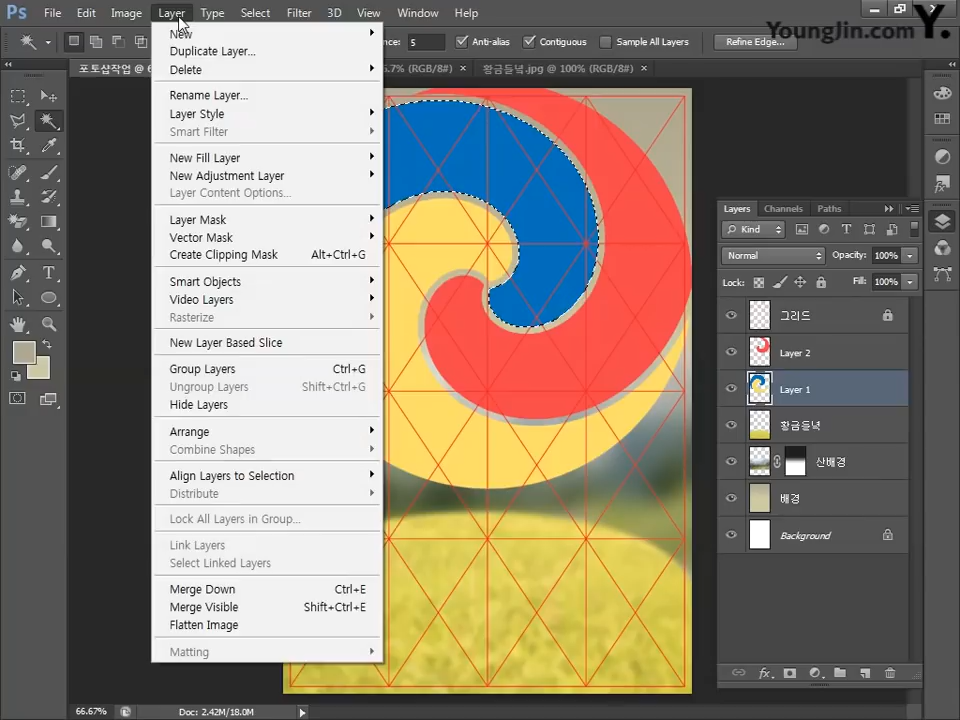 Ps File Edit Image Layer Type Select Filter 3D View Window Help
YoungJin.com Y.
nce: 5 Anti-alias Contiguous Sample All Layers Refine Edge...
포토샵작업 @ 6 6.7% (RGB/8#) × 황금들녘.jpg @ 100% (RGB/8#) ×
New
Duplicate Layer...
Delete
Rename Layer...
Layer Style
Smart Filter
New Fill Layer
New Adjustment Layer
Layer Content Options...
Layer Mask
Vector Mask
Create Clipping Mask Alt+Ctrl+G
Smart Objects
Video Layers
Rasterize
New Layer Based Slice
Group Layers Ctrl+G
Ungroup Layers Shift+Ctrl+G
Hide Layers
Arrange
Combine Shapes
Align Layers to Selection
Distribute
Lock All Layers in Group...
Link Layers
Select Linked Layers
Merge Down Ctrl+E
Merge Visible Shift+Ctrl+E
Flatten Image
Matting
Layers Channels Paths
Kind
Normal Opacity: 100%
Lock: Fill: 100%
그리드
Layer 2
Layer 1
황금들녘
산배경
배경
Background
66.67% Doc: 2.42M/18.0M